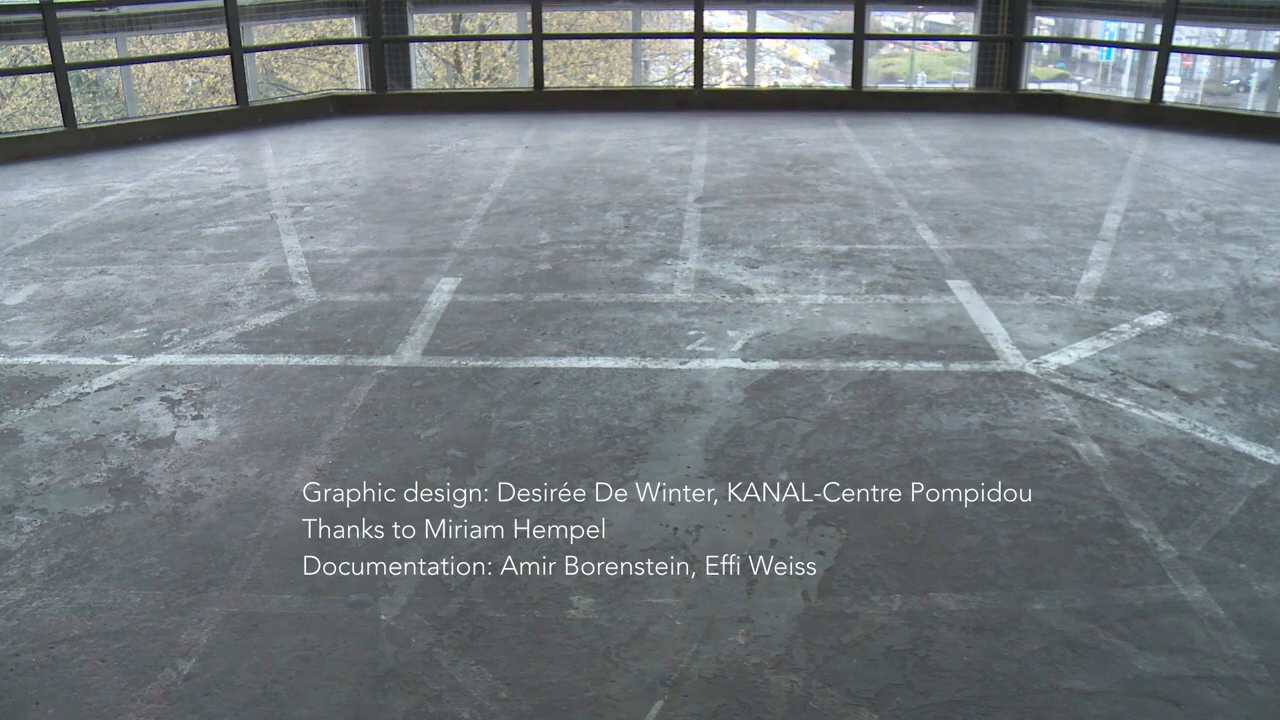 Graphic design: Desirée De Winter, KANAL-Centre Pompidou
Thanks to Miriam Hempel
Documentation: Amir Borenstein, Effi Weiss